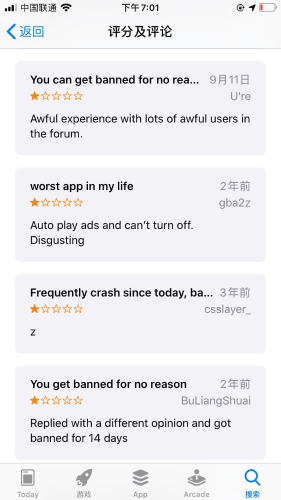 中国联通 下午7:01
返回 评分及评论
You can get banned for no rea... 9月11日
U're
Awful experience with lots of awful users in
the forum.
worst app in my life 2年前
gba2z
Auto play ads and can't turn off.
Disgusting
Frequently crash since today, ba... 3年前
csslayer_
z
You get banned for no reason 2年前
BuLiangShuai
Replied with a different opinion and got
banned for 14 days
Today 游戏 App Arcade 搜索